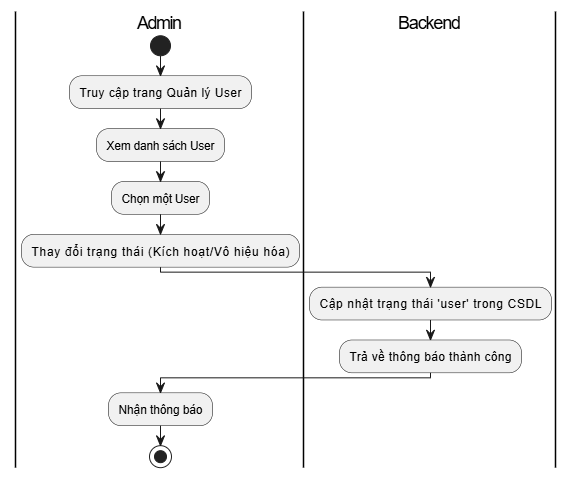 Admin
Backend
Truy cập trang Quản lý User
Xem danh sách User
Chọn một User
Thay đổi trạng thái (Kích hoạt/Vô hiệu hóa)
Cập nhật trạng thái 'user' trong CSDL
Trả về thông báo thành công
Nhận thông báo